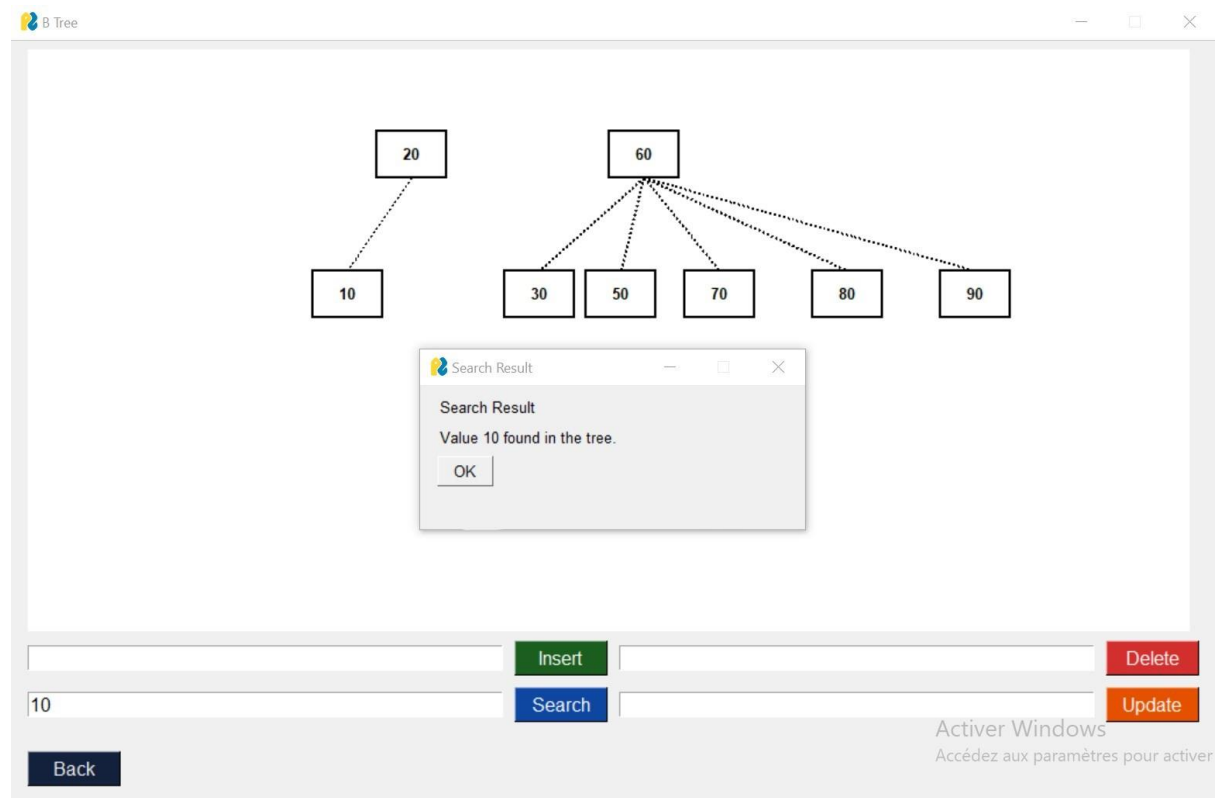 B Tree
20 60
10 30 50 70 80 90
Search Result
Search Result
Value 10 found in the tree.
OK
Insert Delete
10 Search Update
Activer Windows
Accédez aux paramètres pour activer
Back